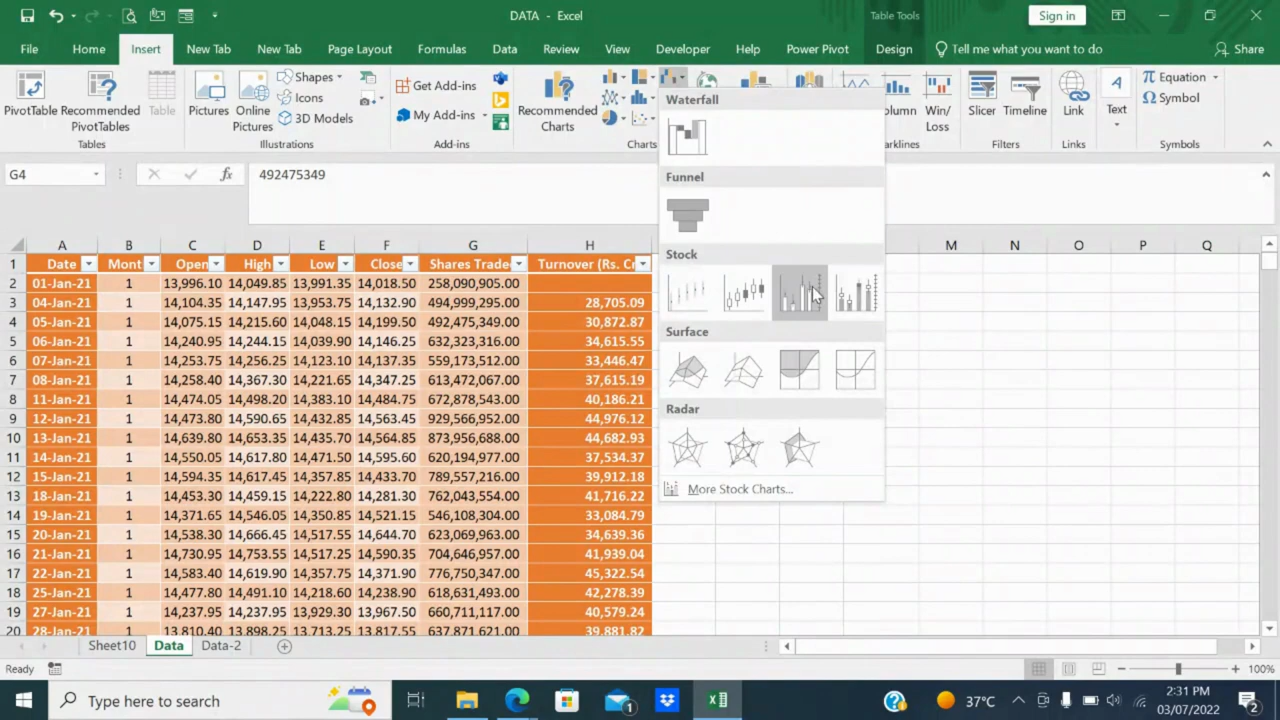 DATA - Excel
Table Tools
Sign in
File Home Insert New Tab New Tab Page Layout Formulas Data Review View Developer Help Power Pivot Design Tell me what you want to do Share
PivotTable Recommended PivotTables Table
Tables
Pictures Online Pictures Shapes Icons 3D Models
Illustrations
Get Add-ins
My Add-ins
Add-ins
Recommended Charts
Charts
olumn Win/ Loss
arklines
Slicer Timeline
Filters
Link
Links
Text
Equation
Symbol
Symbols
G4 fx 492475349
Waterfall
Funnel
Stock
Surface
Radar
More Stock Charts...
A B C D E F G H M N O P Q
1 Date Mont Open High Low Close Shares Trade Turnover (Rs. Cr
2 01-Jan-21 1 13,996.10 14,049.85 13,991.35 14,018.50 258,090,905.00
3 04-Jan-21 1 14,104.35 14,147.95 13,953.75 14,132.90 494,999,295.00 28,705.09
4 05-Jan-21 1 14,075.15 14,215.60 14,048.15 14,199.50 492,475,349.00 30,872.87
5 06-Jan-21 1 14,240.95 14,244.15 14,039.90 14,146.25 632,323,316.00 34,615.55
6 07-Jan-21 1 14,253.75 14,256.25 14,123.10 14,137.35 559,173,512.00 33,446.47
7 08-Jan-21 1 14,258.40 14,367.30 14,221.65 14,347.25 613,472,067.00 37,615.19
8 11-Jan-21 1 14,474.05 14,498.20 14,383.10 14,484.75 672,878,543.00 40,186.21
9 12-Jan-21 1 14,473.80 14,590.65 14,432.85 14,563.45 929,566,952.00 44,976.12
10 13-Jan-21 1 14,639.80 14,653.35 14,435.70 14,564.85 873,956,688.00 44,682.93
11 14-Jan-21 1 14,550.05 14,617.80 14,471.50 14,595.60 620,194,977.00 37,534.37
12 15-Jan-21 1 14,594.35 14,617.45 14,357.85 14,433.70 789,557,216.00 39,912.18
13 18-Jan-21 1 14,453.30 14,459.15 14,222.80 14,281.30 762,043,554.00 41,716.22
14 19-Jan-21 1 14,371.65 14,546.05 14,350.85 14,521.15 546,108,304.00 33,084.79
15 20-Jan-21 1 14,538.30 14,666.45 14,517.55 14,644.70 623,069,963.00 34,639.36
16 21-Jan-21 1 14,730.95 14,753.55 14,517.25 14,590.35 704,646,957.00 41,939.04
17 22-Jan-21 1 14,583.40 14,619.90 14,357.75 14,371.90 776,750,347.00 45,322.54
18 25-Jan-21 1 14,477.80 14,491.10 14,218.60 14,238.90 618,631,493.00 42,278.39
19 27-Jan-21 1 14,237.95 14,237.95 13,929.30 13,967.50 660,711,117.00 40,579.24
20 28-Jan-21 1 13,810.40 13,898.25 13,713.25 13,817.55 637,871,621.00 39,881.82
Sheet10 Data Data-2
Ready 100%
Type here to search
1
37°C
2:31 PM
03/07/2022
2